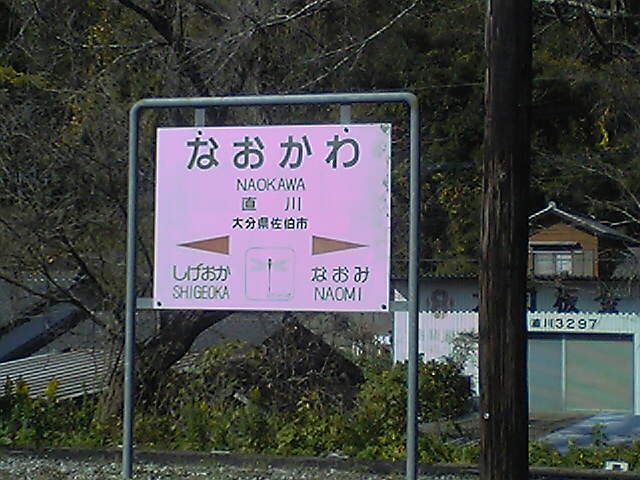 なおかわ
NAOKAWA
直川
大分県佐伯市
しげおか なおみ
SHIGEOKA NAOMI
直川3297